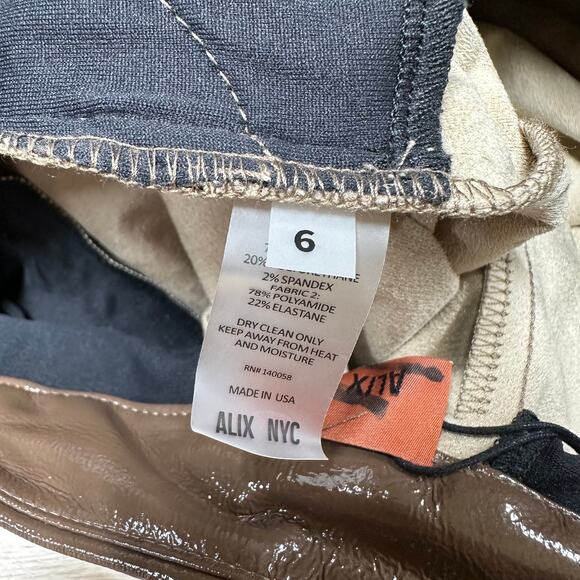 6
20%
2% SPANDEX
FABRIC 2:
78% POLYAMIDE
22% ELASTANE
DRY CLEAN ONLY
KEEP AWAY FROM HEAT
AND MOISTURE
RN# 140058
MADE IN USA
ALIX NYC
ALIX